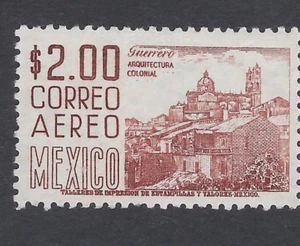 Guerrero
$2.00
ARQUITECTURA
COLONIAL
CORREO
AEREO
MEXICO
TALLERES DE IMPRESION DE ESTAMPILLAS Y VALORES-MEXICO.